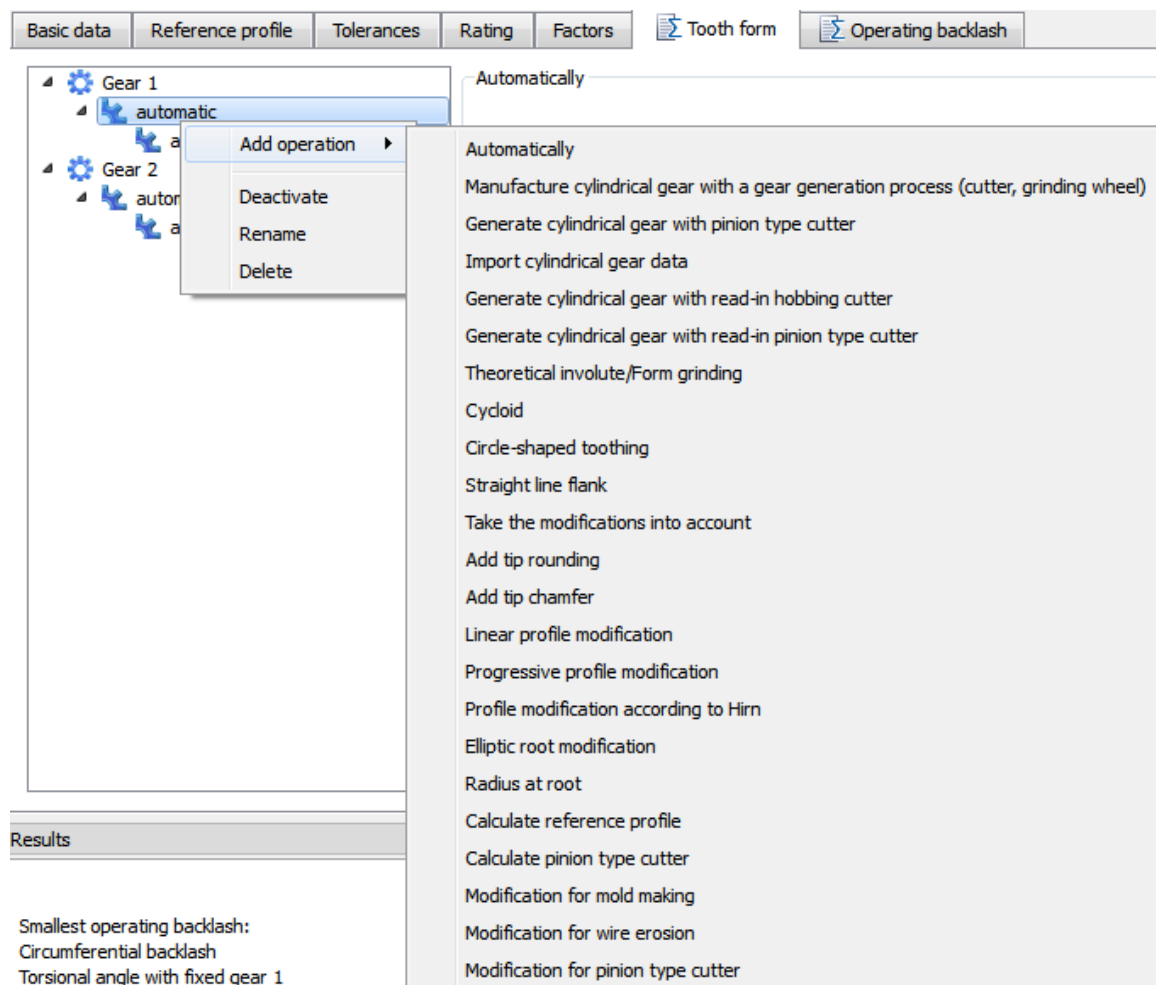 Basic data
Reference profile
Tolerances
Rating
Factors
Tooth form
Operating backlash
Gear 1
automatic
a
Gear 2
autor
a
Automatically
Add operation
Deactivate
Rename
Delete
Automatically
Manufacture cylindrical gear with a gear generation process (cutter, grinding wheel)
Generate cylindrical gear with pinion type cutter
Import cylindrical gear data
Generate cylindrical gear with read-in hobbing cutter
Generate cylindrical gear with read-in pinion type cutter
Theoretical involute/Form grinding
Cycloid
Circle-shaped toothing
Straight line flank
Take the modifications into account
Add tip rounding
Add tip chamfer
Linear profile modification
Progressive profile modification
Profile modification according to Hirn
Elliptic root modification
Radius at root
Calculate reference profile
Calculate pinion type cutter
Modification for mold making
Modification for wire erosion
Modification for pinion type cutter
Results
Smallest operating backlash:
Circumferential backlash
Torsional angle with fixed gear 1